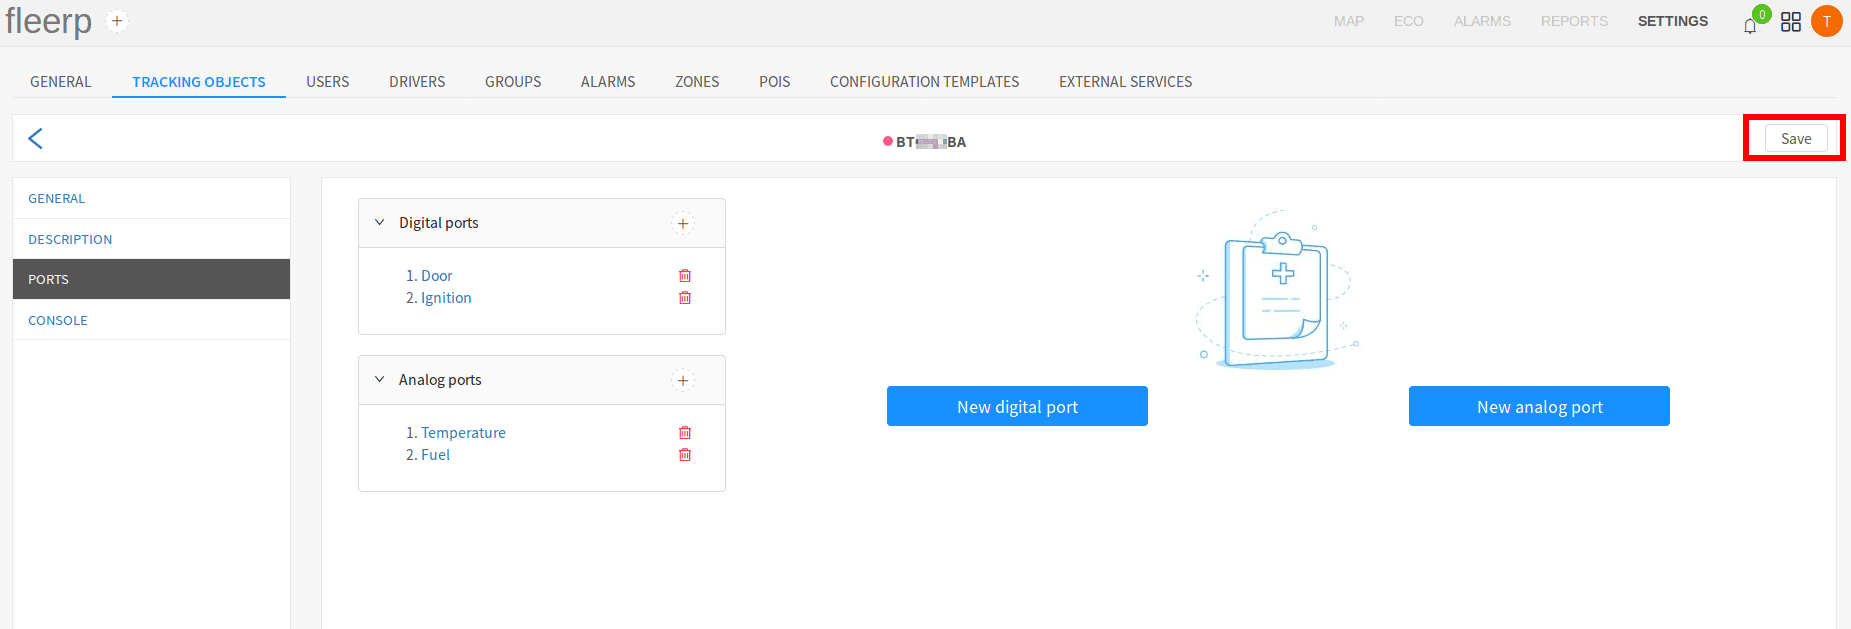 fleerp +
MAP ECO ALARMS REPORTS SETTINGS 0 T
GENERAL TRACKING OBJECTS USERS DRIVERS GROUPS ALARMS ZONES POIS CONFIGURATION TEMPLATES EXTERNAL SERVICES
BT BA
Save
GENERAL
DESCRIPTION
PORTS
CONSOLE
Digital ports +
1. Door
2. Ignition
Analog ports +
1. Temperature
2. Fuel
New digital port
New analog port